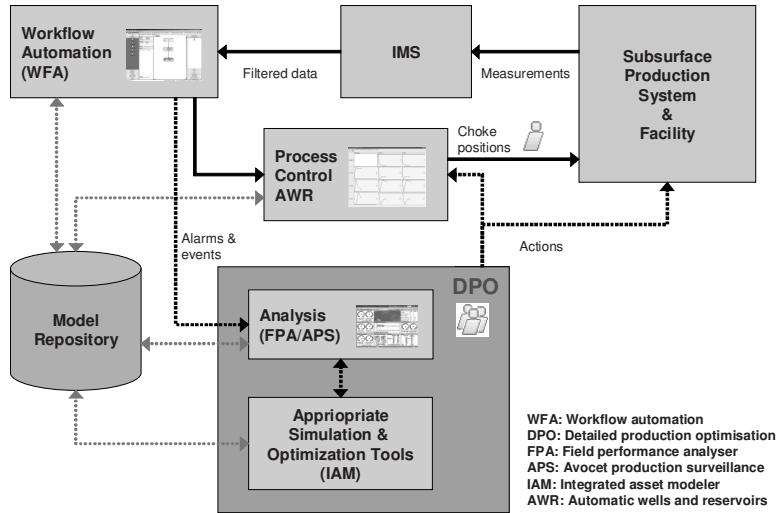 Workflow
Automation
(WFA)
Filtered data
IMS
Measurements
Subsurface
Production
System
&
Facility
Process
Control
AWR
Choke
positions
Alarms &
events
Actions
DPO
Model
Repository
Analysis
(FPA/APS)
Appriopriate
Simulation &
Optimization Tools
(IAM)
WFA: Workflow automation
DPO: Detailed production optimisation
FPA: Field performance analyser
APS: Avocet production surveillance
IAM: Integrated asset modeler
AWR: Automatic wells and reservoirs